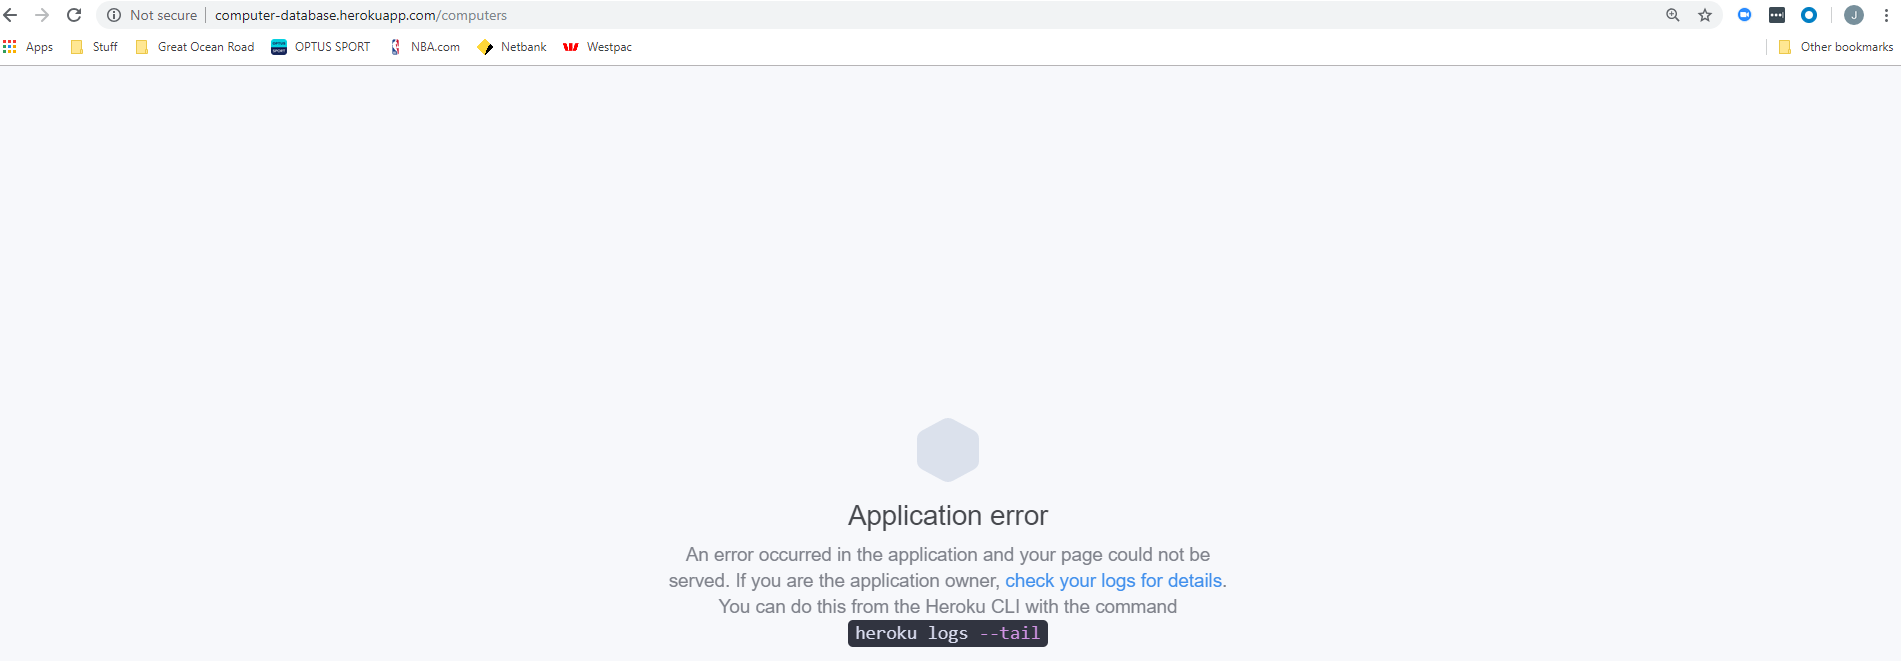 Not secure | computer-database.herokuapp.com/computers J
Apps Stuff Great Ocean Road OPTUS SPORT OPTUS SPORT NBA.com Netbank Westpac Other bookmarks
Application error
An error occurred in the application and your page could not be
served. If you are the application owner, check your logs for details.
You can do this from the Heroku CLI with the command
heroku logs --tail